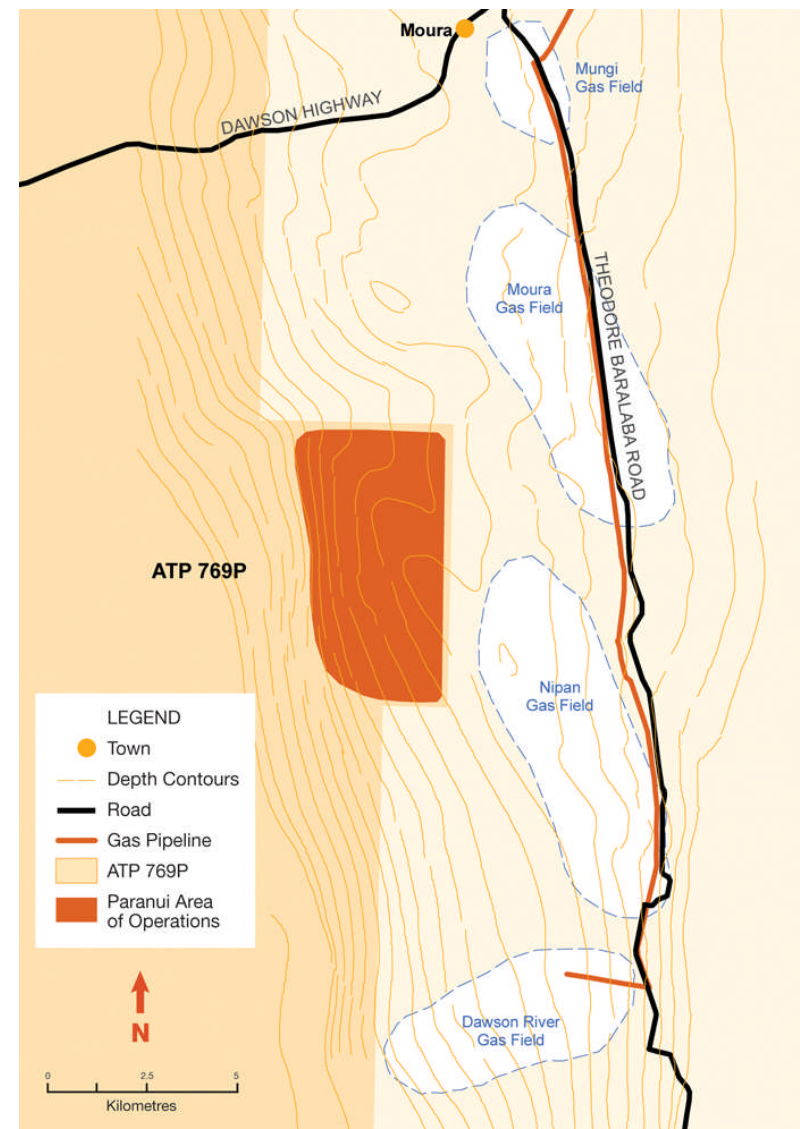 Moura
Mungi
Gas Field
DAWSON HIGHWAY
Moura
Gas Field
THEODORE BARALABA ROAD
ATP 769P
Nipan
Gas Field
LEGEND
Town
Depth Contours
Road
Gas Pipeline
ATP 769P
Paranui Area
of Operations
N
Dawson River
Gas Field
0 2.5 5
Kilometres